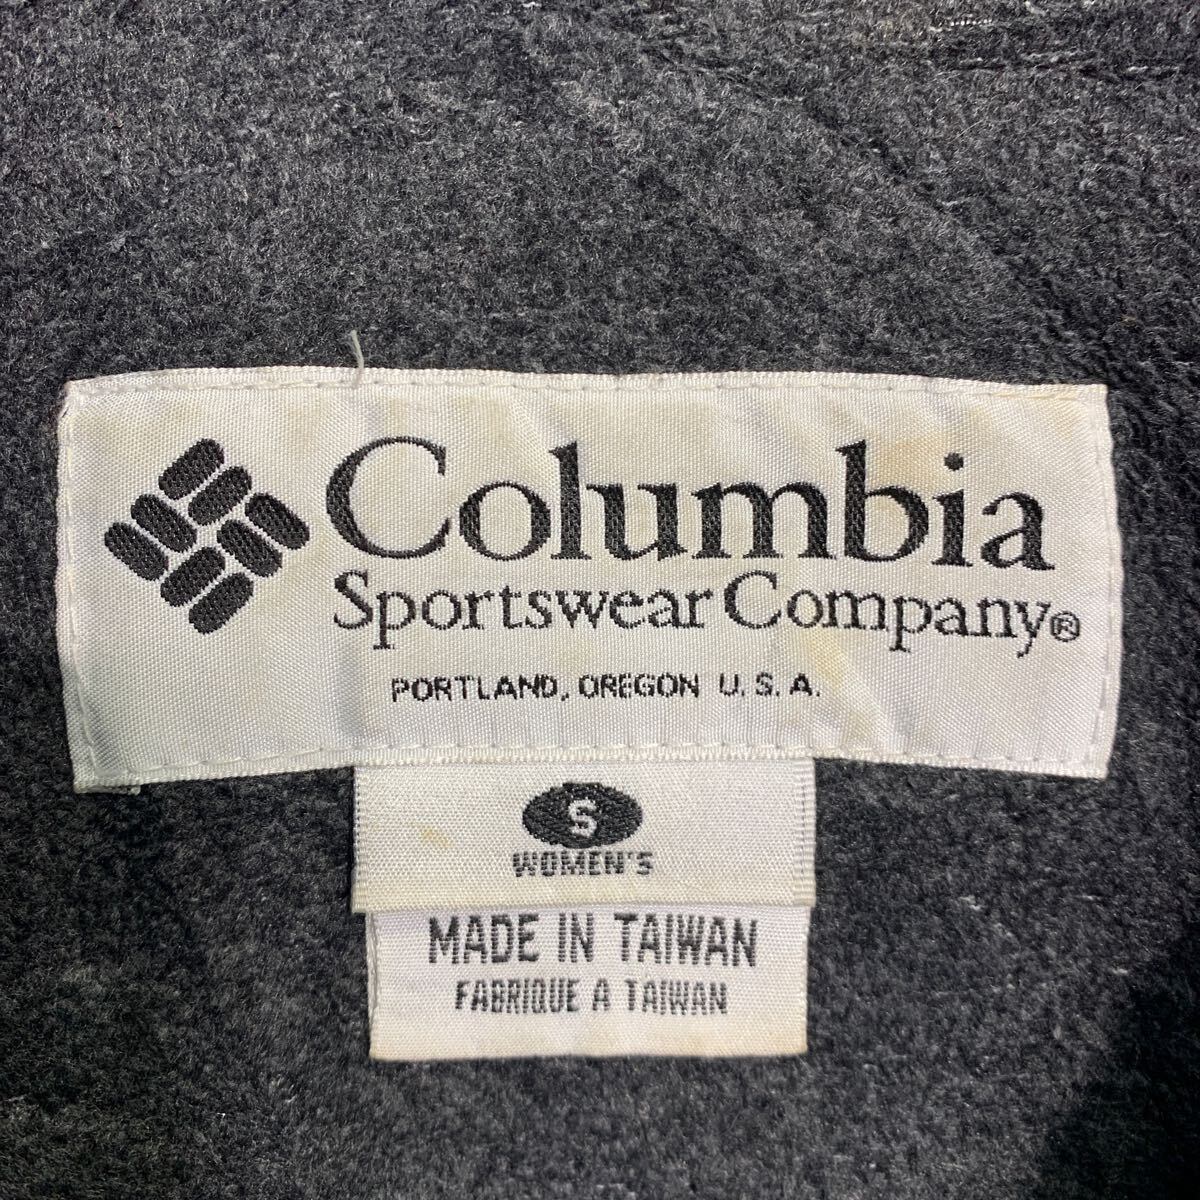 Columbia
Sportswear Company®
PORTLAND, OREGON U.S.A.
S
WOMEN'S
MADE IN TAIWAN
FABRIQUE A TAIWAN